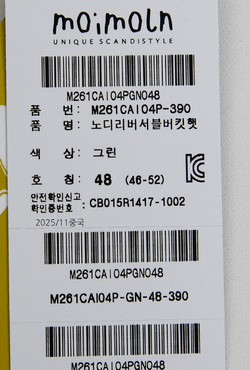 moimoln
UNIQUE SCANDISTYLE
M261CAI04PGN048
품 번 : M261CAI04P-390
품 명 : 노디리버서블버킷햇
색 상 : 그린
호 칭 : 48 (46-52)
안전확인신고
확인증번호 : CB015R1417-1002
2025/11중국
M261CAI04PGN048
M261CAI04P-GN-48-390
M261CAI04PGN048